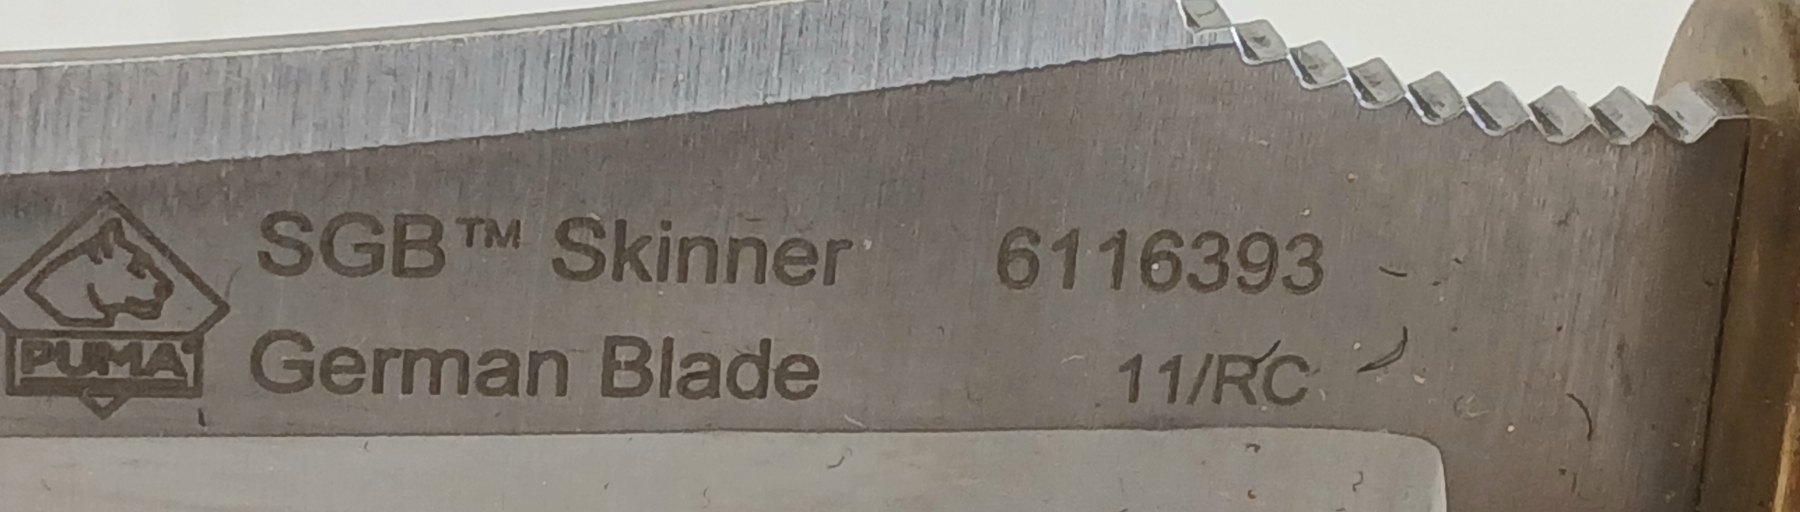 SGB™ Skinner 6116393
PUMA German Blade 11/RC